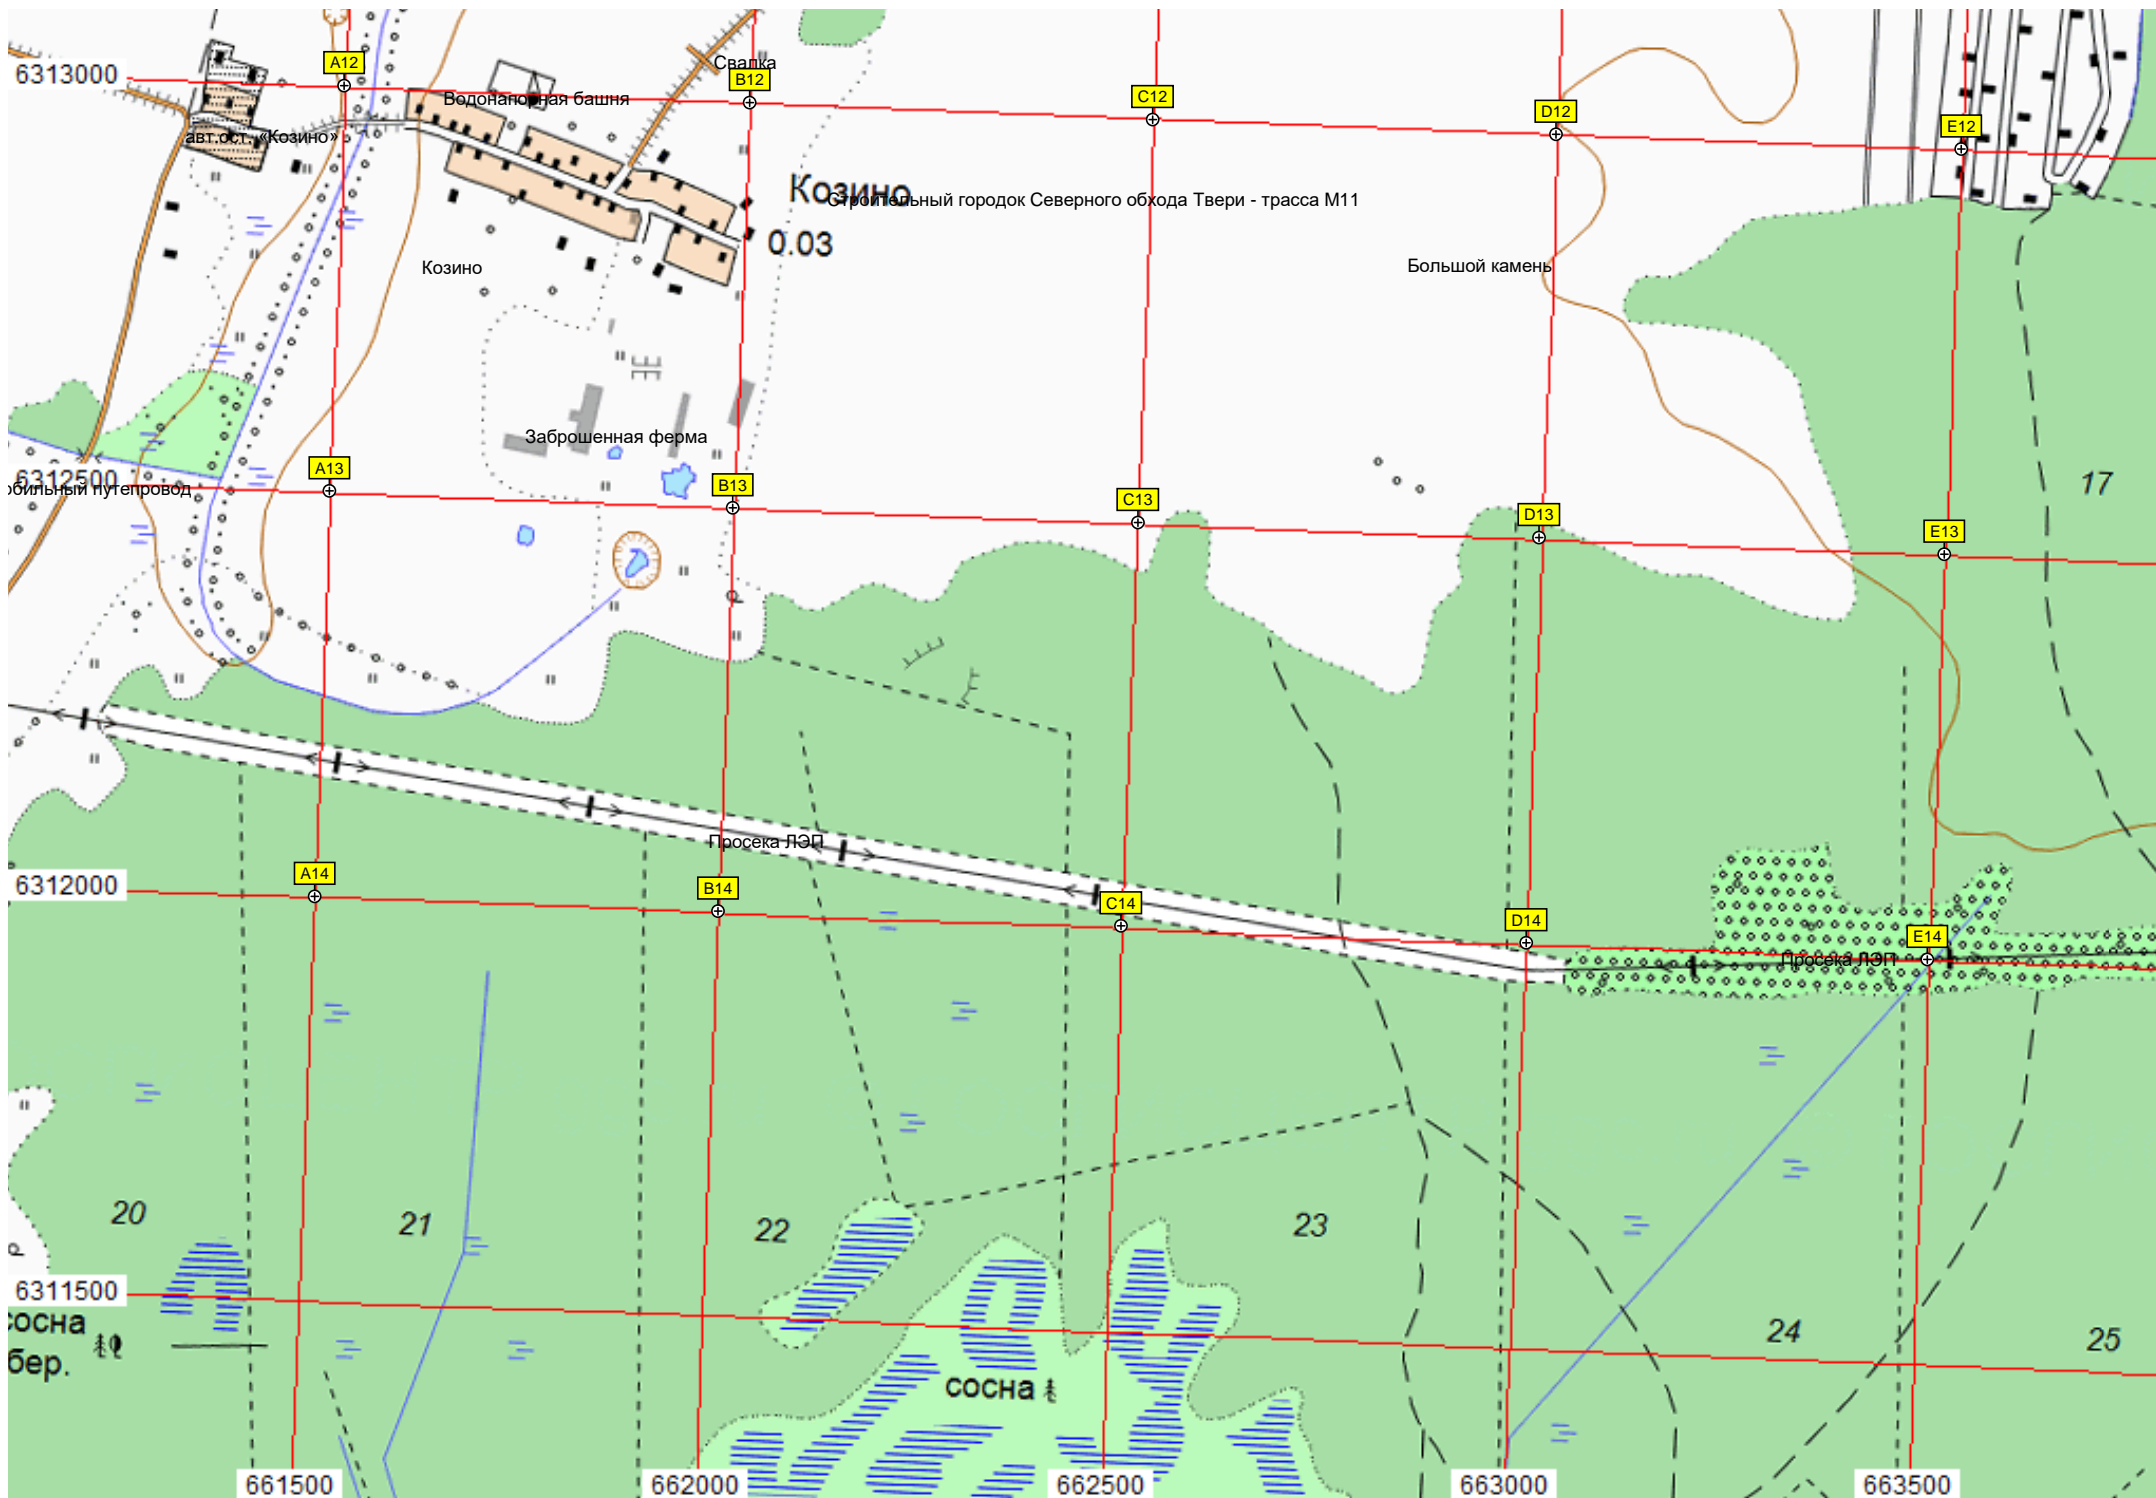 6313000
A12
Свалка
B12
C12
D12
E12
Водонапорная башня
авт.ост. «Козино»
Козино
Строительный городок Северного обхода Твери - трасса М11
0.03
Козино
Большой камень
Заброшенная ферма
6312500
обильный путепровод
A13
B13
C13
D13
E13
17
Просека ЛЭП
6312000
A14
B14
C14
D14
E14
Просека ЛЭП
20
21
22
23
6311500
24
25
сосна
бер.
сосна
661500
662000
662500
663000
663500